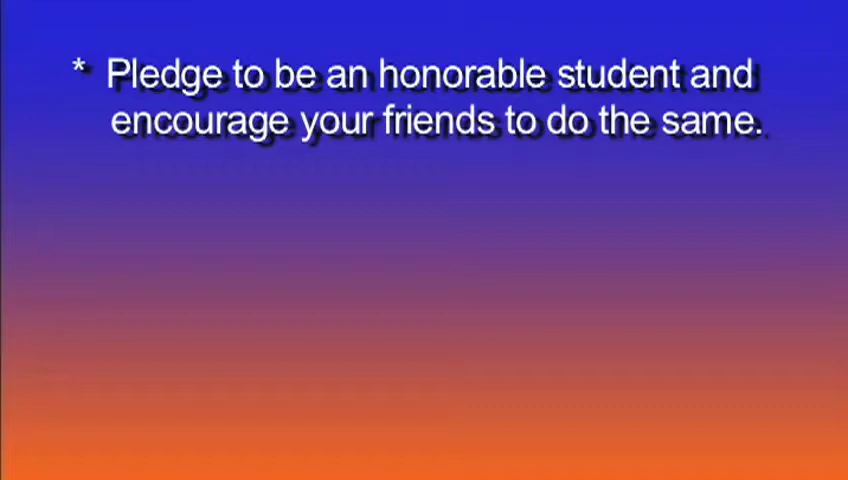 * Pledge to be an honorable student and
encourage your friends to do the same.